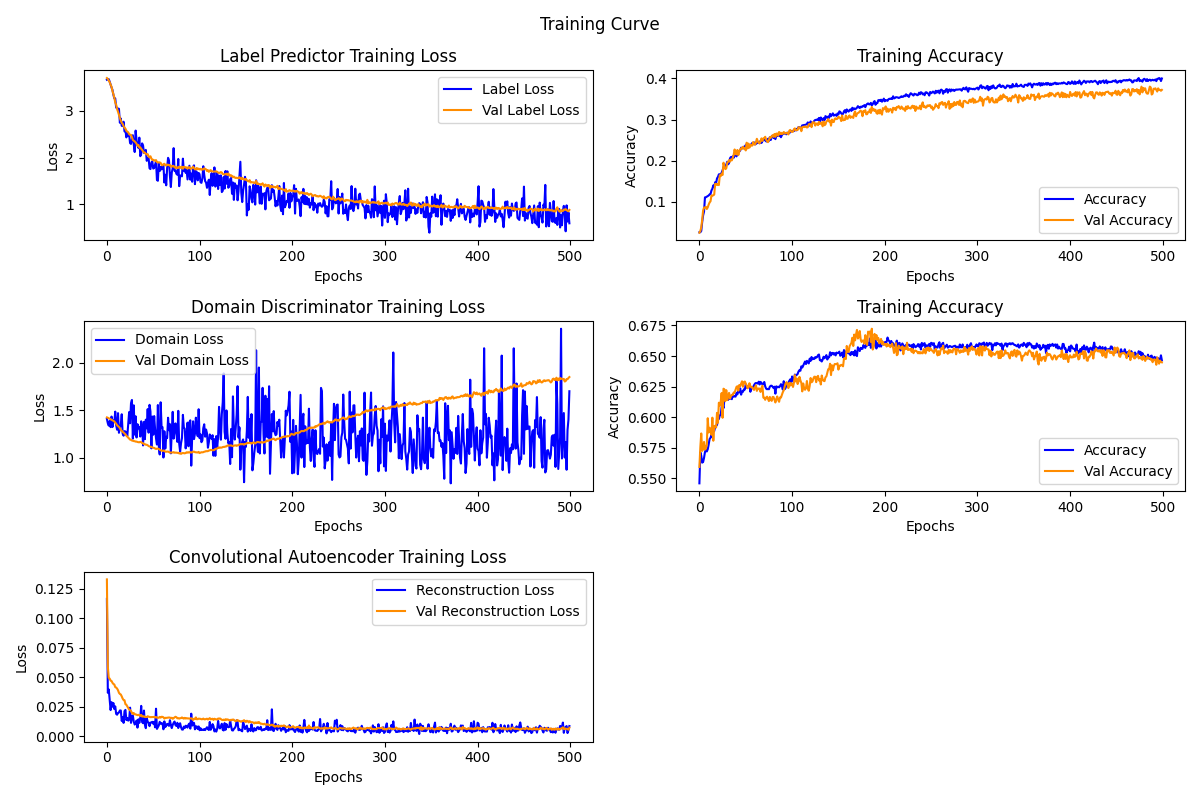 Training Curve
Label Predictor Training Loss
Loss
3
2
1
Label Loss
Val Label Loss
0 100 200 300 400 500
Epochs
Training Accuracy
Accuracy
0.4
0.3
0.2
0.1
Accuracy
Val Accuracy
0 100 200 300 400 500
Epochs
Domain Discriminator Training Loss
Loss
2.0
1.5
1.0
Domain Loss
Val Domain Loss
0 100 200 300 400 500
Epochs
Training Accuracy
Accuracy
0.675
0.650
0.625
0.600
0.575
0.550
Accuracy
Val Accuracy
0 100 200 300 400 500
Epochs
Convolutional Autoencoder Training Loss
Loss
0.125
0.100
0.075
0.050
0.025
0.000
Reconstruction Loss
Val Reconstruction Loss
0 100 200 300 400 500
Epochs